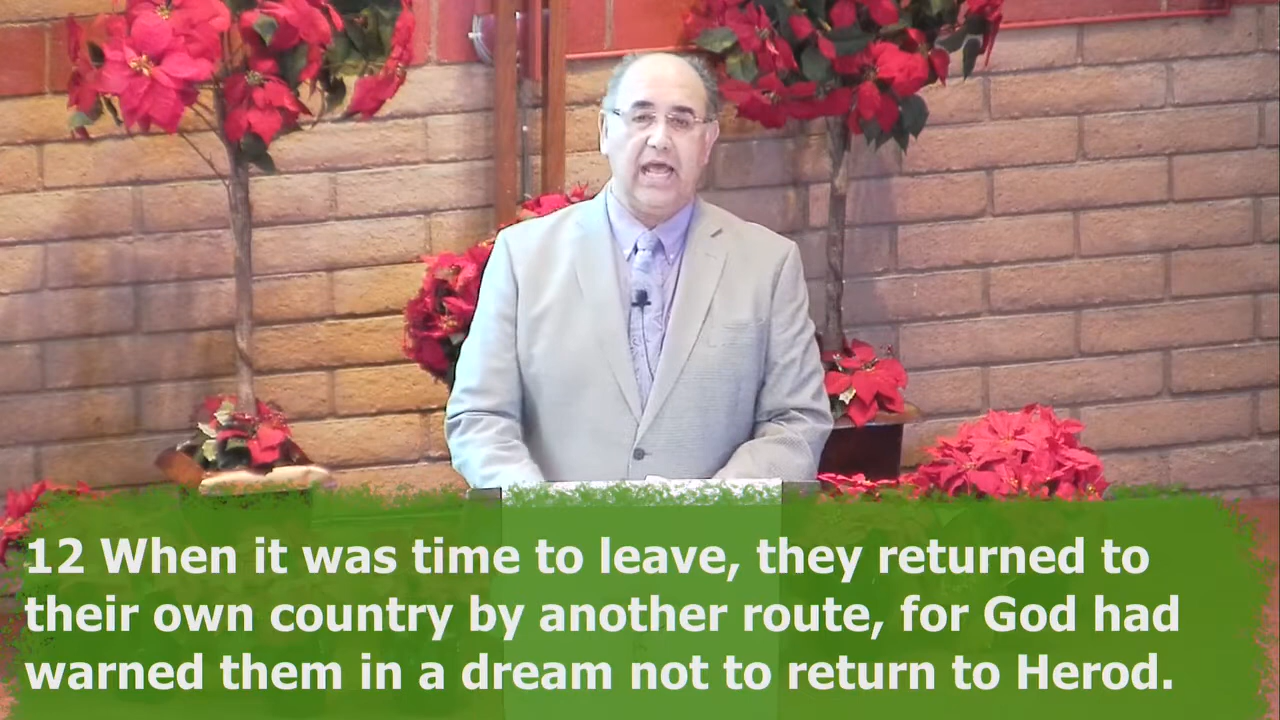 12 When it was time to leave, they returned to
their own country by another route, for God had
warned them in a dream not to return to Herod.